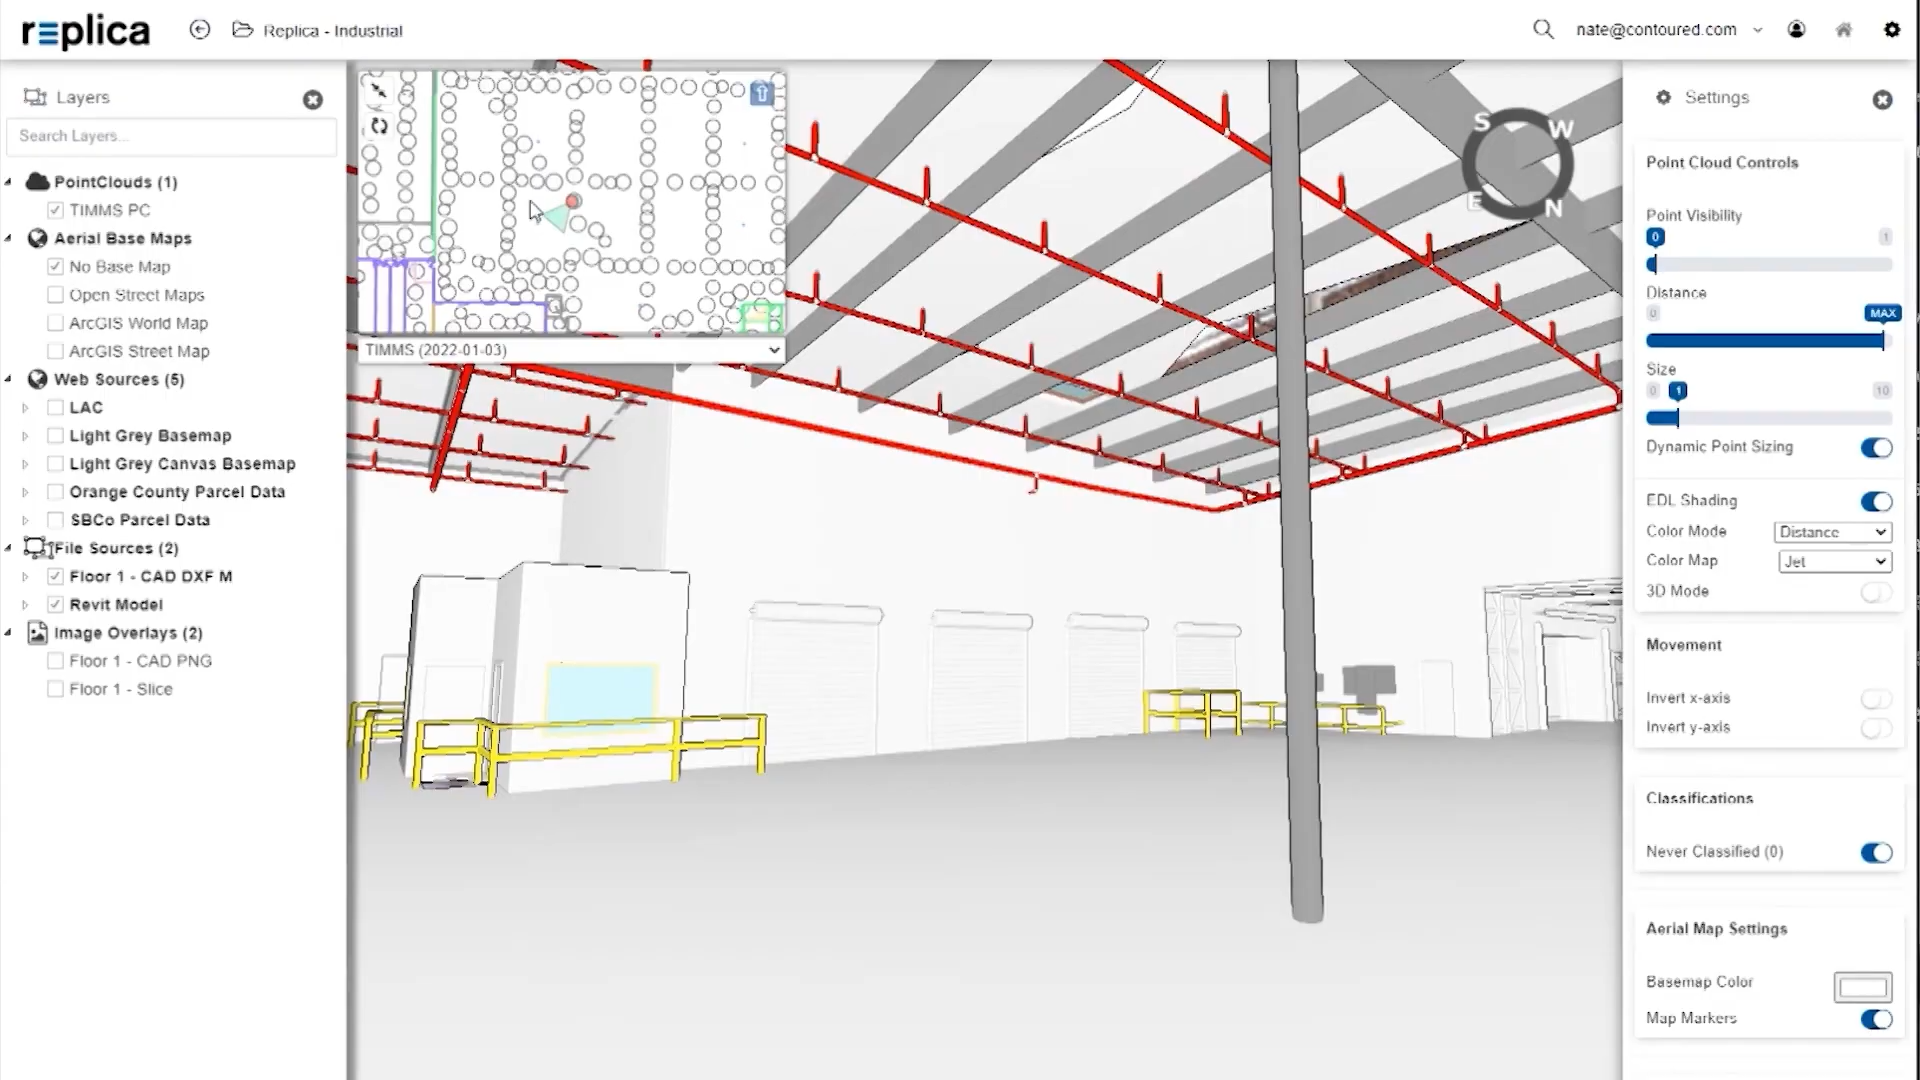 replica
Replica - Industrial
nate@contoured.com
Layers
Search Layers...
PointClouds (1)
TIMMS PC
Aerial Base Maps
No Base Map
Open Street Maps
ArcGIS World Map
ArcGIS Street Map
Web Sources (5)
LAC
Light Grey Basemap
Light Grey Canvas Basemap
Orange County Parcel Data
SBCo Parcel Data
File Sources (2)
Floor 1 - CAD DXF M
Revit Model
Image Overlays (2)
Floor 1 - CAD PNG
Floor 1 - Slice
TIMMS (2022-01-03)
S W
E N
Settings
Point Cloud Controls
Point Visibility
0 1
Distance
0 MAX
Size
0 1 10
Dynamic Point Sizing
EDL Shading
Color Mode Distance
Color Map Jet
3D Mode
Movement
Invert x-axis
Invert y-axis
Classifications
Never Classified (0)
Aerial Map Settings
Basemap Color
Map Markers